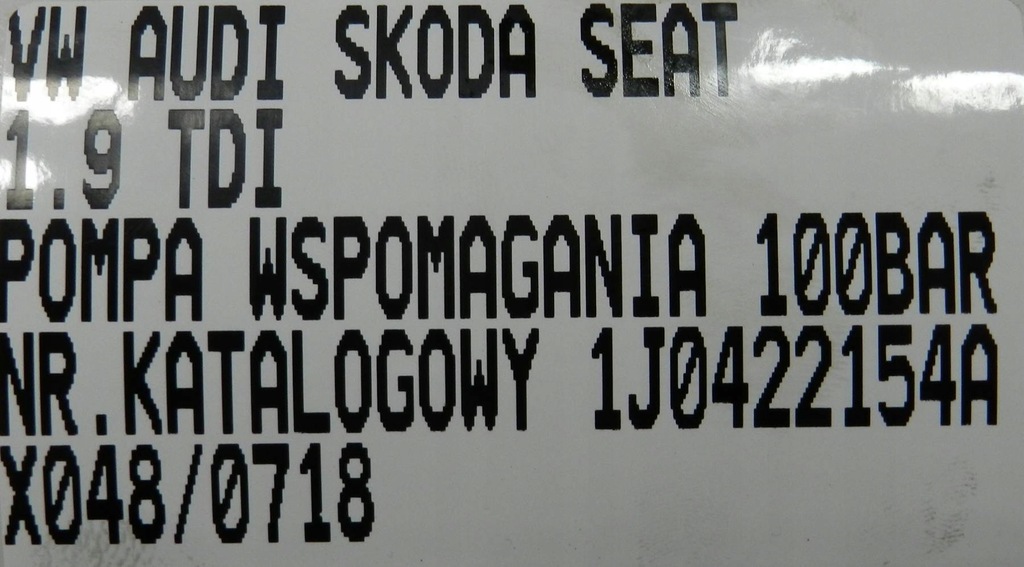 VW AUDI SKODA SEAT
1.9 TDI
POMPA WSPOMAGANIA 100BAR
NR.KATALOGOWY 1J0422154A
X048/0718